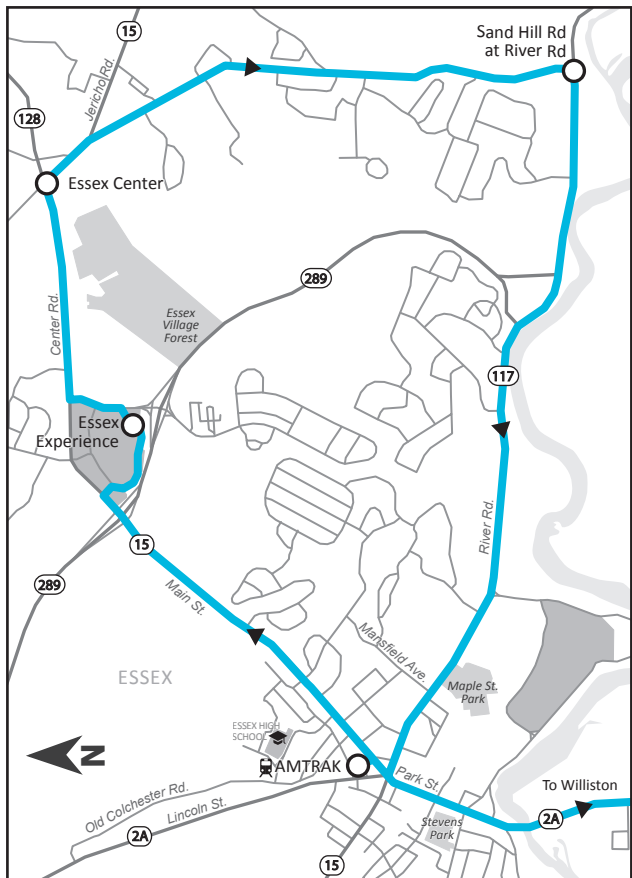 15
Sand Hill Rd
at River Rd
Jericho Rd.
128
Essex Center
289
Essex
Village
Forest
Center Rd.
117
Essex
Experience
River Rd.
15
289
Main St.
Mansfield Ave.
ESSEX
Maple St.
Park
ESSEX HIGH
SCHOOL
N
AMTRAK
Park St.
To Williston
Old Colchester Rd.
Lincoln St.
2A
Stevens
Park
2A
15